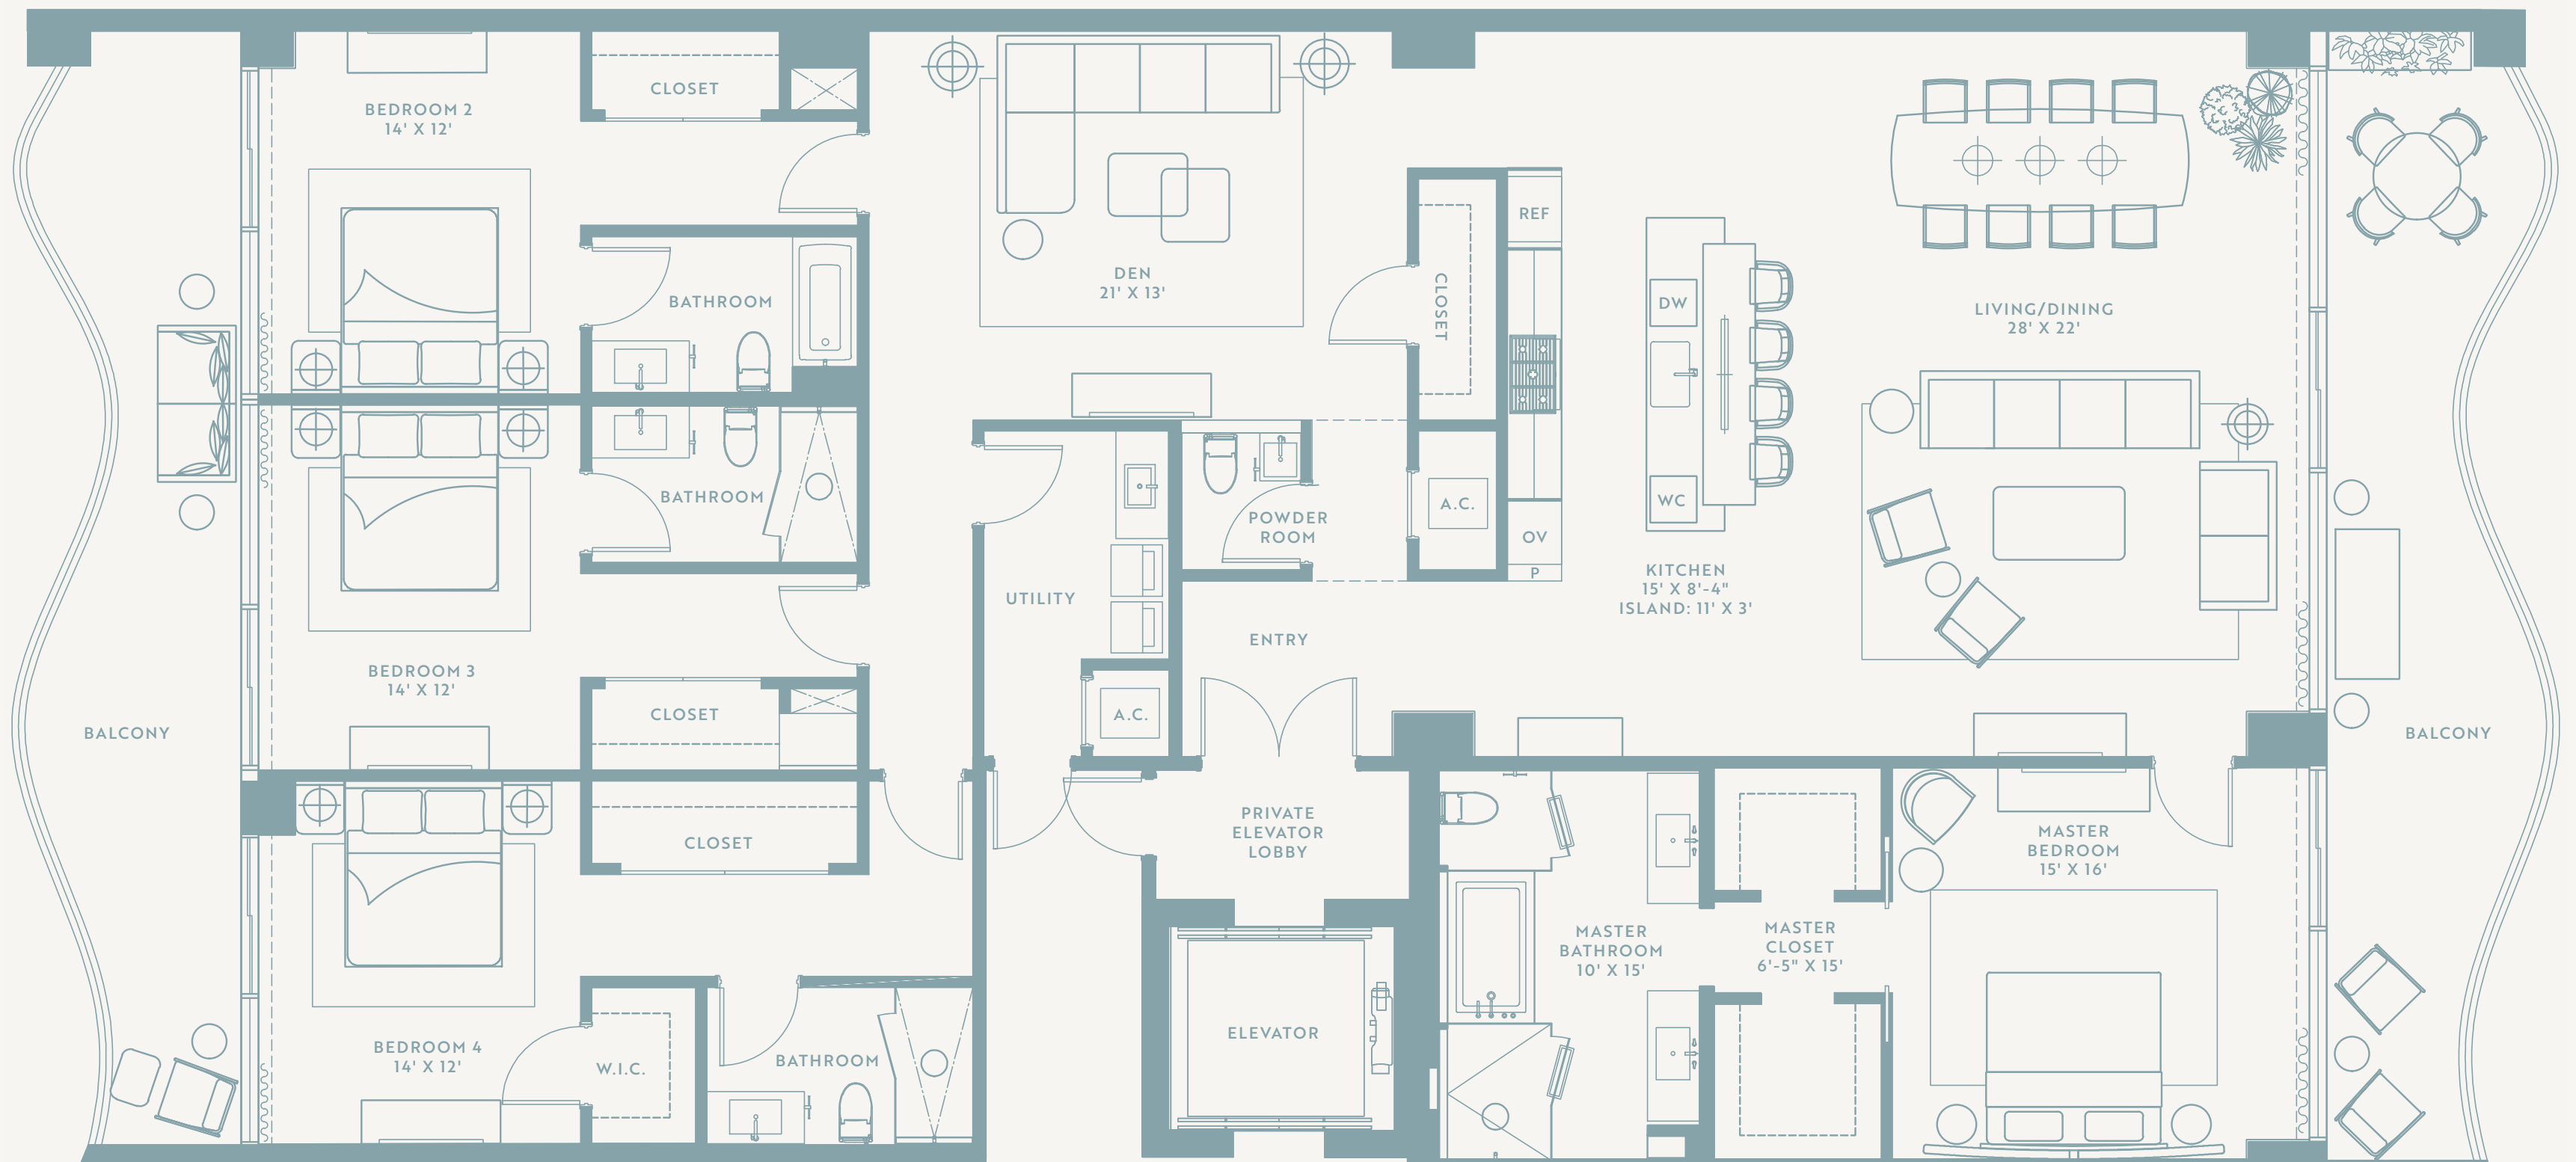 BEDROOM 2
14' X 12'
CLOSET
BATHROOM
DEN
21' X 13'
CLOSET
REF
DW
WC
OV
P
A.C.
KITCHEN
15' X 8'-4"
ISLAND: 11' X 3'
LIVING/DINING
28' X 22'
BATHROOM
POWDER
ROOM
UTILITY
ENTRY
BEDROOM 3
14' X 12'
CLOSET
A.C.
BALCONY
BALCONY
CLOSET
PRIVATE
ELEVATOR
LOBBY
MASTER
BEDROOM
15' X 16'
MASTER
BATHROOM
10' X 15'
MASTER
CLOSET
6'-5" X 15'
ELEVATOR
BEDROOM 4
14' X 12'
W.I.C.
BATHROOM